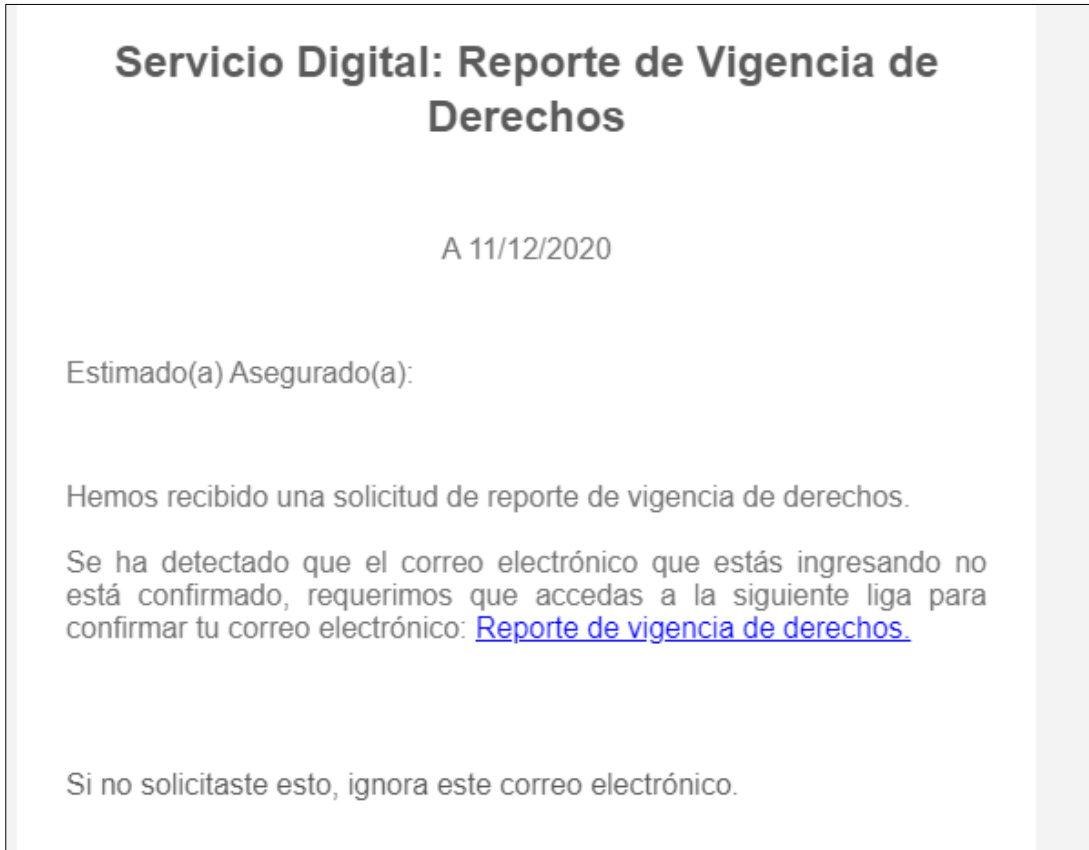 Servicio Digital: Reporte de Vigencia de
Derechos
A 11/12/2020
Estimado(a) Asegurado(a):
Hemos recibido una solicitud de reporte de vigencia de derechos.
Se ha detectado que el correo electrónico que estás ingresando no
está confirmado, requerimos que accedas a la siguiente liga para
confirmar tu correo electrónico: Reporte de vigencia de derechos.
Si no solicitaste esto, ignora este correo electrónico.